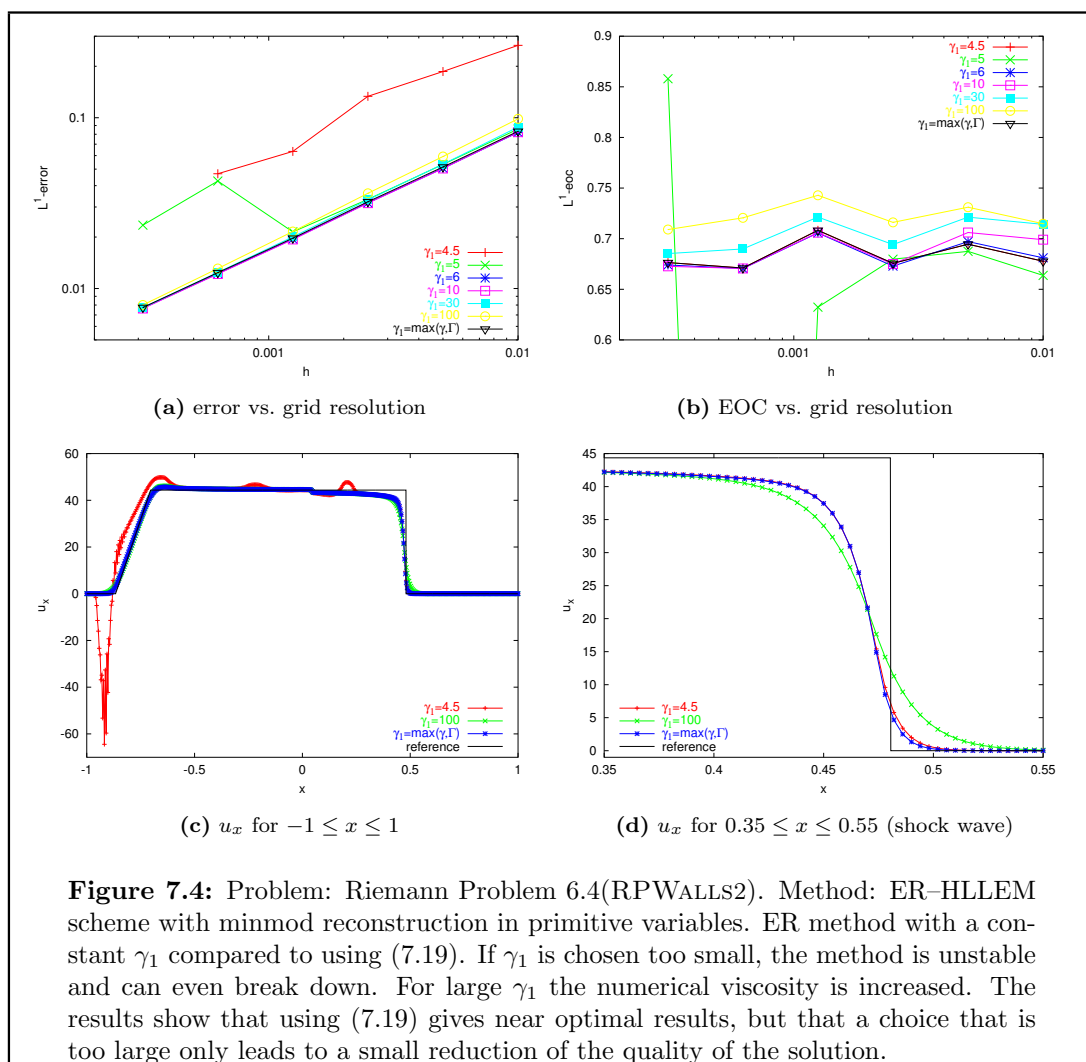 0.1
0.01
0.001
0.01
L¹-error
h
γ₁=4.5
γ₁=5
γ₁=6
γ₁=10
γ₁=30
γ₁=100
γ₁=max(γ,Γ)
(a) error vs. grid resolution
0.9
0.85
0.8
0.75
0.7
0.65
0.6
0.001
0.01
L¹-eoc
h
γ₁=4.5
γ₁=5
γ₁=6
γ₁=10
γ₁=30
γ₁=100
γ₁=max(γ,Γ)
(b) EOC vs. grid resolution
60
40
20
0
-20
-40
-60
-1
-0.5
0
0.5
1
uₓ
x
γ₁=4.5
γ₁=100
γ₁=max(γ,Γ)
reference
(c) uₓ for −1 ≤ x ≤ 1
45
40
35
30
25
20
15
10
5
0
0.35
0.4
0.45
0.5
0.55
uₓ
x
γ₁=4.5
γ₁=100
γ₁=max(γ,Γ)
reference
(d) uₓ for 0.35 ≤ x ≤ 0.55 (shock wave)
Figure 7.4: Problem: Riemann Problem 6.4(RPWALLS2). Method: ER–HLLEM
scheme with minmod reconstruction in primitive variables. ER method with a con-
stant γ₁ compared to using (7.19). If γ₁ is chosen too small, the method is unstable
and can even break down. For large γ₁ the numerical viscosity is increased. The
results show that using (7.19) gives near optimal results, but that a choice that is
too large only leads to a small reduction of the quality of the solution.